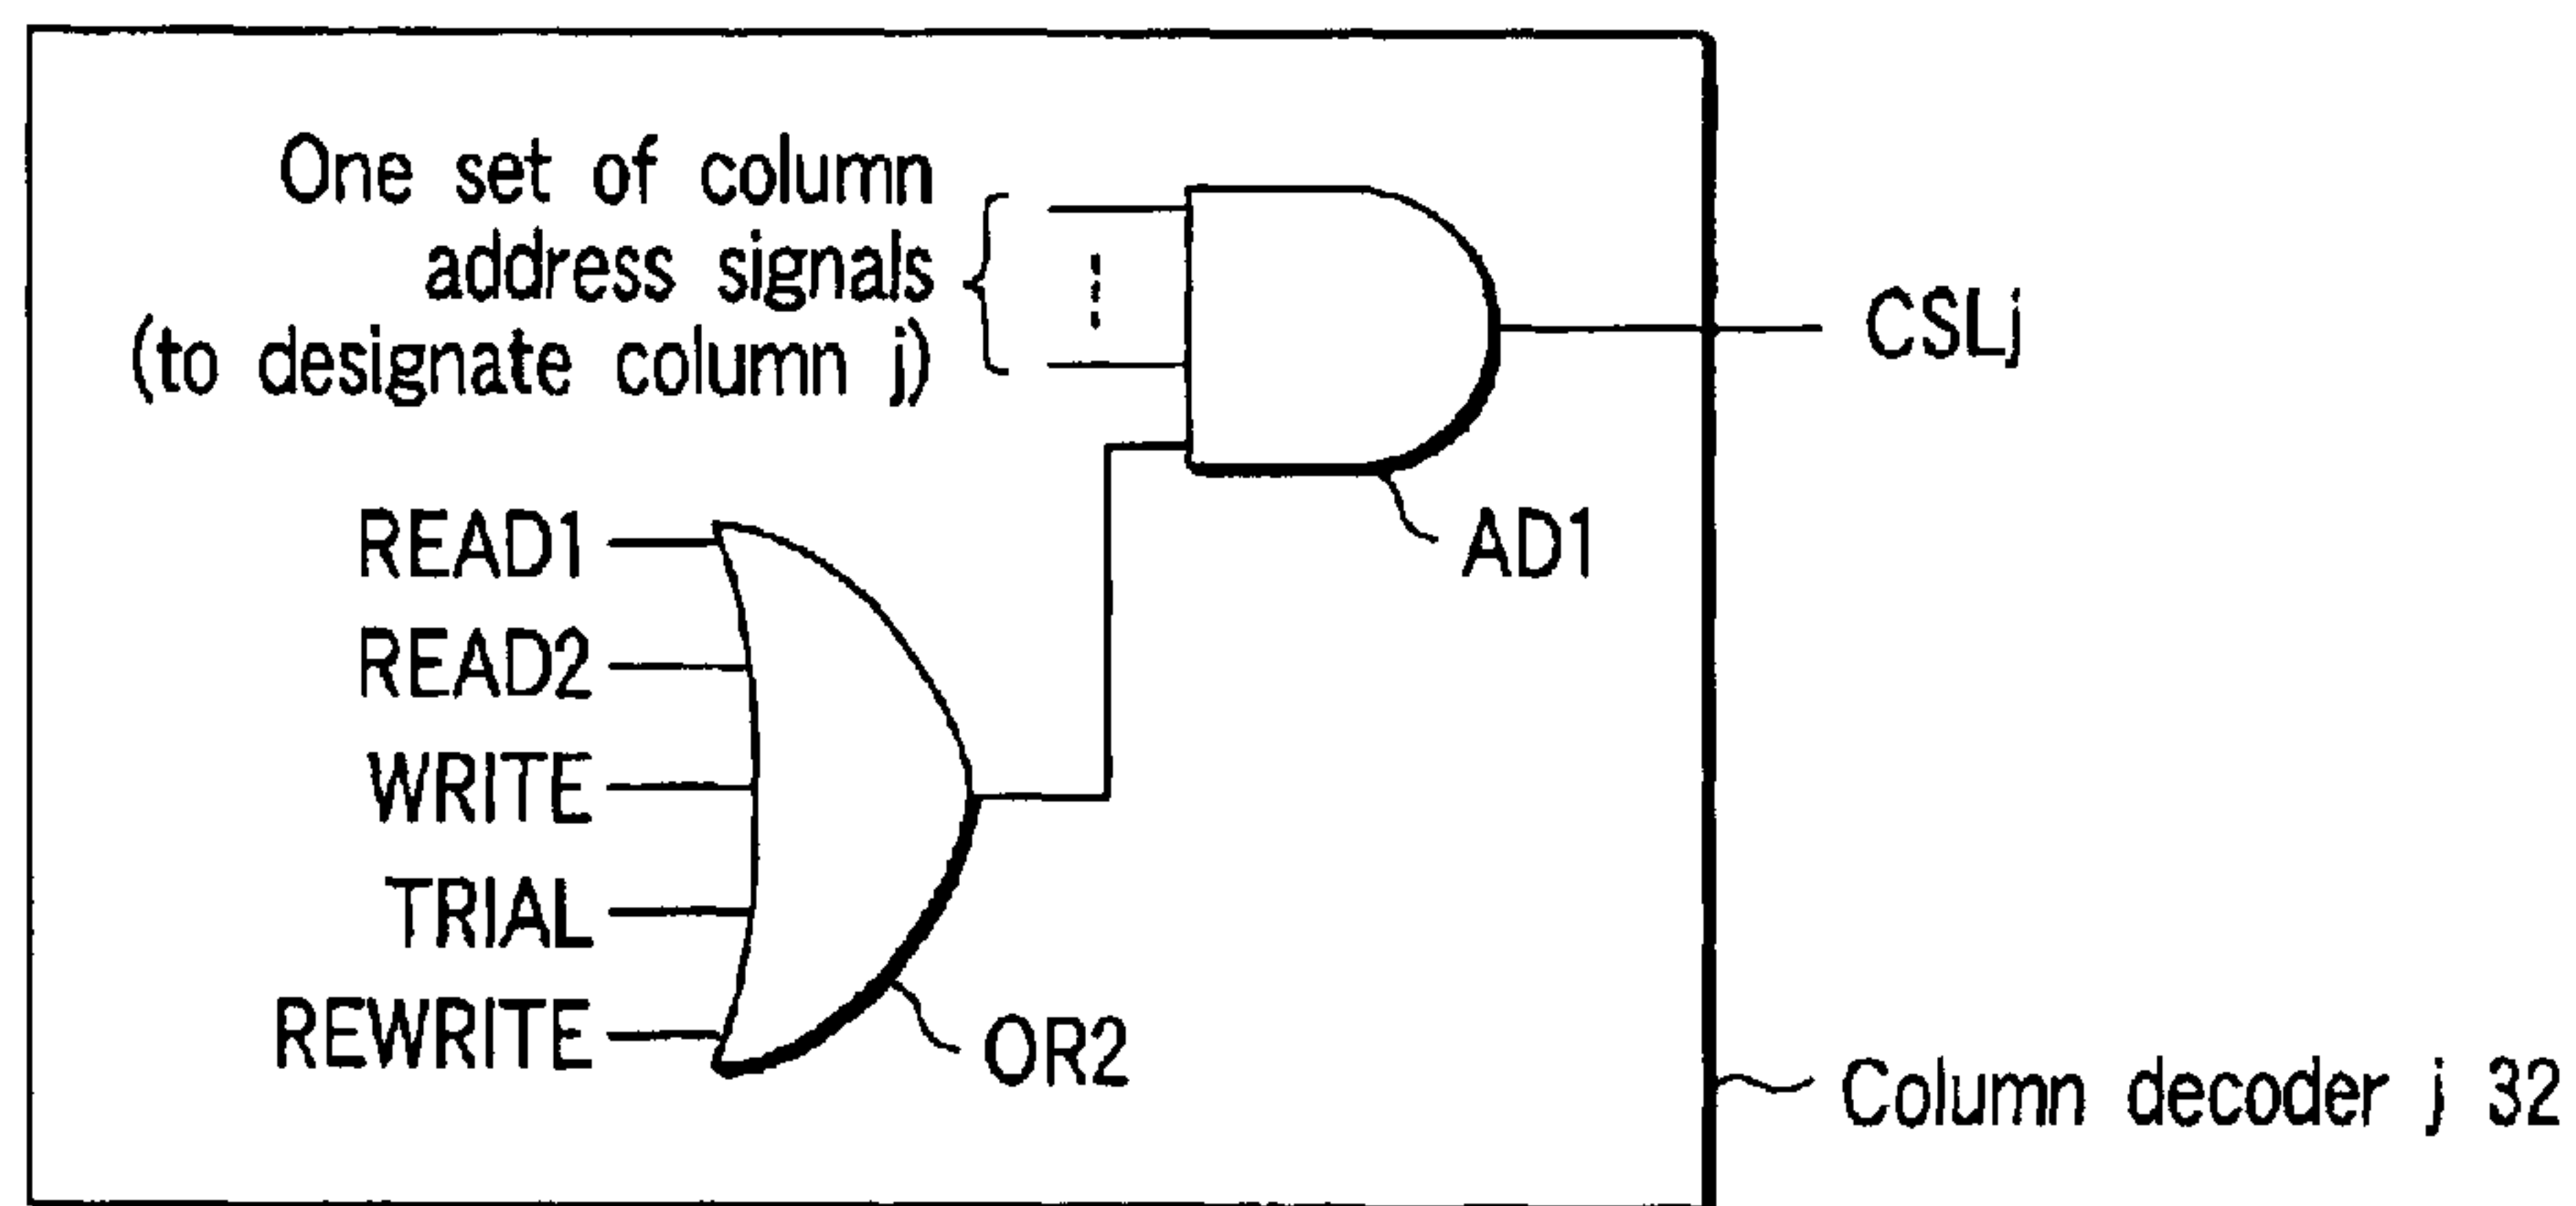 One set of column
address signals
(to designate column j)
CSLj
AD1
READ1
READ2
WRITE
TRIAL
REWRITE
OR2
Column decoder j 32